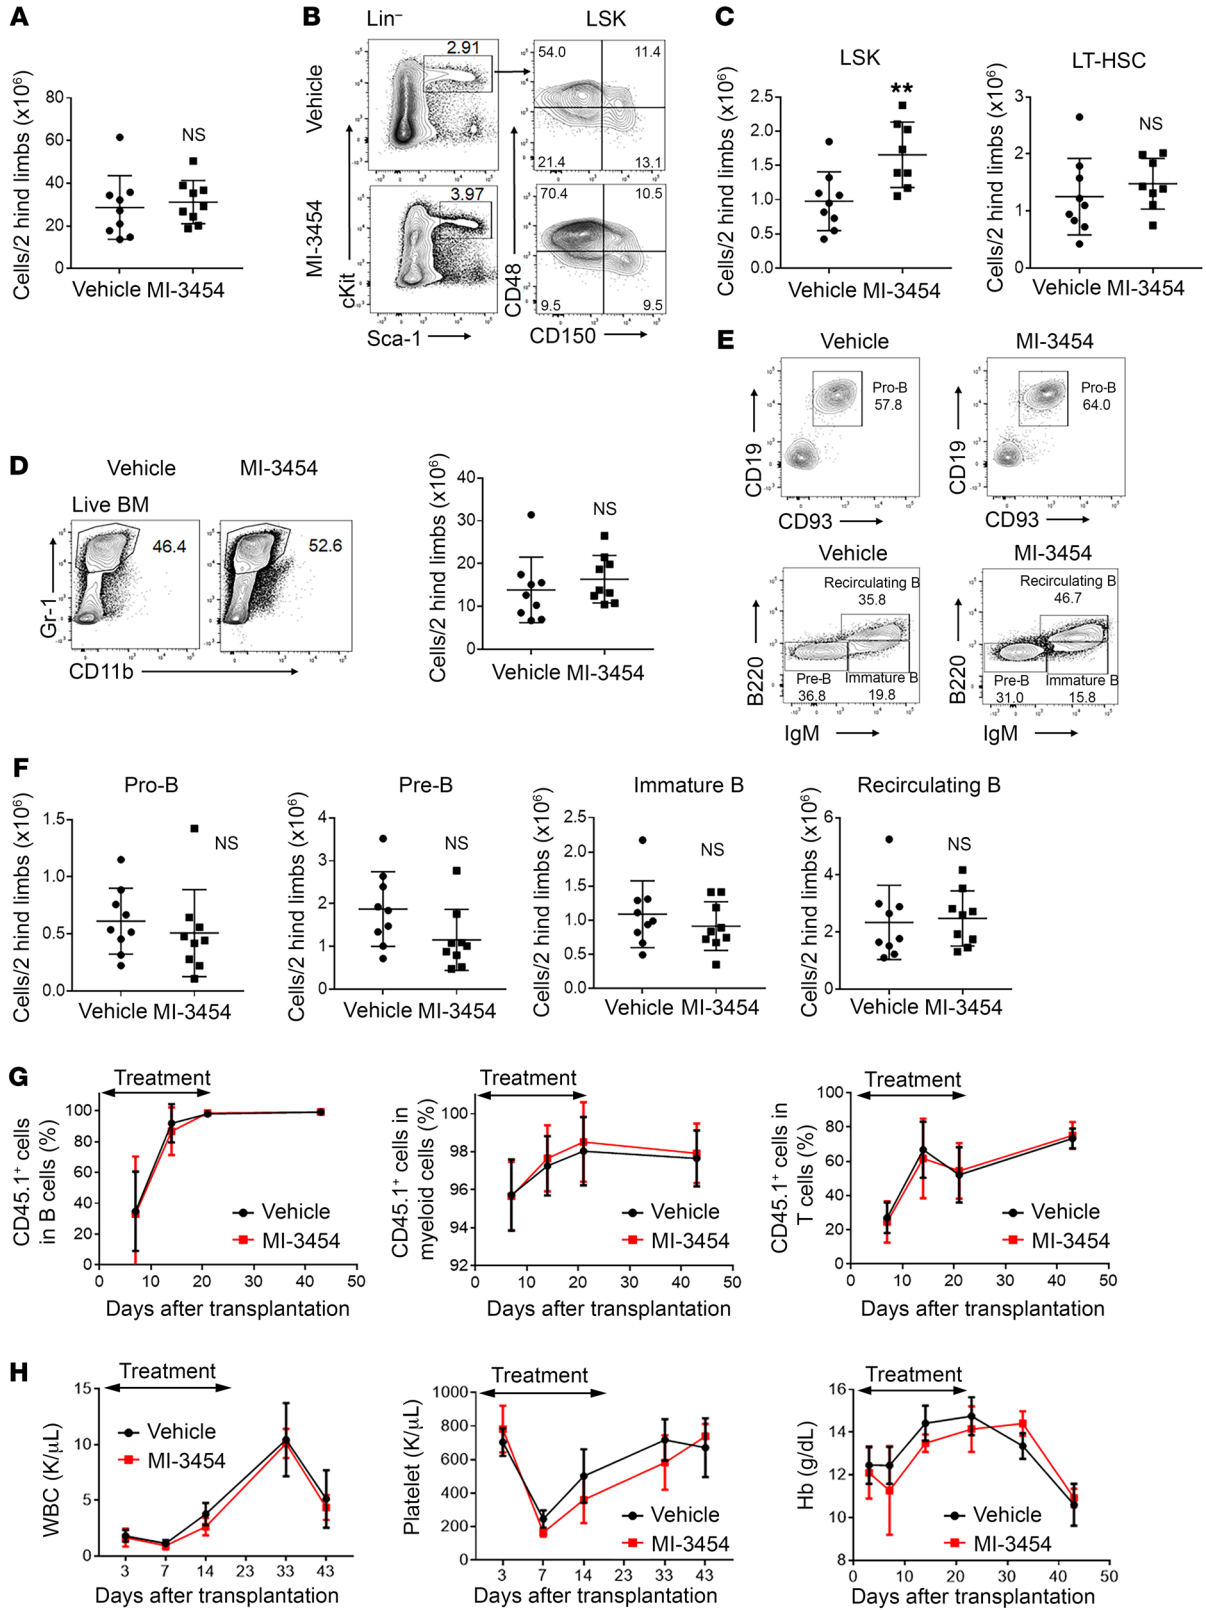 A
Cells/2 hind limbs (x10⁶)
80
60
40
20
0
NS
Vehicle MI-3454
B
Lin⁻
LSK
Vehicle
MI-3454
2.91
54.0
11.4
21.4
13.1
3.97
70.4
10.5
9.5
9.5
cKit
Sca-1
CD48
CD150
C
LSK
Cells/2 hind limbs (x10⁶)
2.5
2.0
1.5
1.0
0.5
0.0
**
Vehicle MI-3454
LT-HSC
Cells/2 hind limbs (x10⁶)
3
2
1
0
NS
Vehicle MI-3454
D
Vehicle
MI-3454
Live BM
46.4
52.6
Gr-1
CD11b
Cells/2 hind limbs (x10⁶)
40
30
20
10
0
NS
Vehicle MI-3454
E
Vehicle
MI-3454
Pro-B
57.8
Pro-B
64.0
CD19
CD93
CD19
CD93
Vehicle
MI-3454
Recirculating B
35.8
Pre-B
36.8
Immature B
19.8
Recirculating B
46.7
Pre-B
31.0
Immature B
15.8
B220
IgM
B220
IgM
F
Pro-B
Cells/2 hind limbs (x10⁶)
1.5
1.0
0.5
0.0
NS
Vehicle MI-3454
Pre-B
Cells/2 hind limbs (x10⁶)
4
3
2
1
0
NS
Vehicle MI-3454
Immature B
Cells/2 hind limbs (x10⁶)
2.5
2.0
1.5
1.0
0.5
0.0
NS
Vehicle MI-3454
Recirculating B
Cells/2 hind limbs (x10⁶)
6
4
2
0
NS
Vehicle MI-3454
G
Treatment
CD45.1⁺ cells
in B cells (%)
100
80
60
40
20
0
Vehicle
MI-3454
0 10 20 30 40 50
Days after transplantation
Treatment
CD45.1⁺ cells in
myeloid cells (%)
100
98
96
94
92
Vehicle
MI-3454
0 10 20 30 40 50
Days after transplantation
Treatment
CD45.1⁺ cells in
T cells (%)
100
80
60
40
20
0
Vehicle
MI-3454
0 10 20 30 40 50
Days after transplantation
H
Treatment
WBC (K/μL)
15
10
5
0
Vehicle
MI-3454
3 7 14 23 33 43
Days after transplantation
Treatment
Platelet (K/μL)
1000
800
600
400
200
0
Vehicle
MI-3454
3 7 14 23 33 43
Days after transplantation
Treatment
Hb (g/dL)
16
14
12
10
8
Vehicle
MI-3454
0 10 20 30 40 50
Days after transplantation